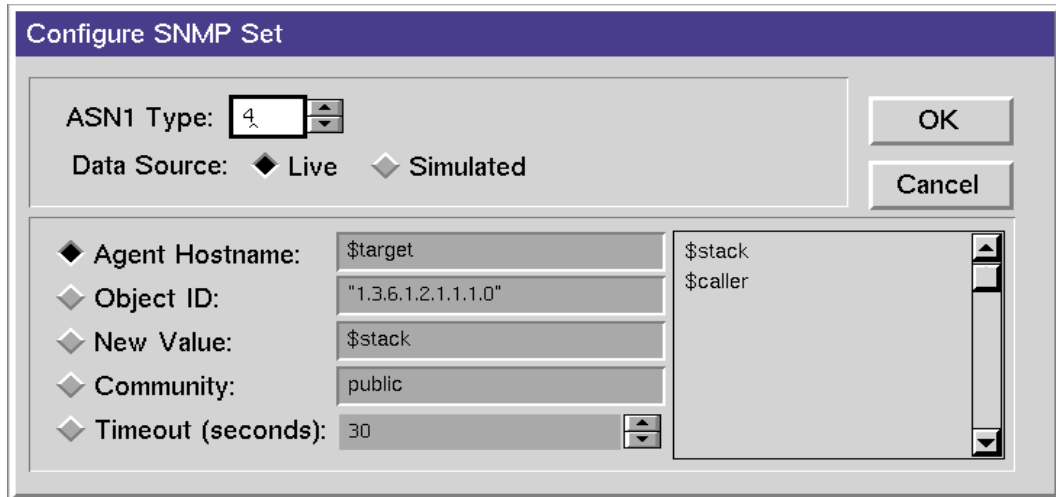 Configure SNMP Set
ASN1 Type: 4
OK
Data Source: Live Simulated
Cancel
Agent Hostname: $target
Object ID: "1.3.6.1.2.1.1.1.0"
New Value: $stack
Community: public
Timeout (seconds): 30
$stack
$caller